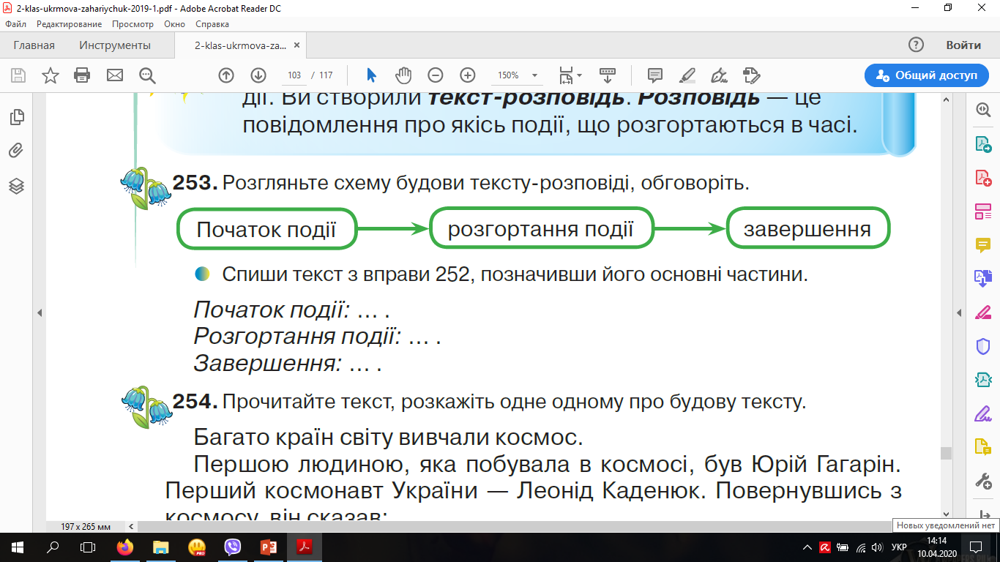 2-klas-ukrmova-zahariychuk-2019-1.pdf - Adobe Acrobat Reader DC
Файл Редактирование Просмотр Окно Справка
Главная Инструменты 2-klas-ukrmova-za... × Войти
103 / 117 150% Общий доступ
дії. Ви створили текст-розповідь. Розповідь — це
повідомлення про якісь події, що розгортаються в часі.
253. Розгляньте схему будови тексту-розповіді, обговоріть.
Початок події розгортання події завершення
Спиши текст з вправи 252, позначивши його основні частини.
Початок події: ... .
Розгортання події: ... .
Завершення: ... .
254. Прочитайте текст, розкажіть одне одному про будову тексту.
Багато країн світу вивчали космос.
Першою людиною, яка побувала в космосі, був Юрій Гагарін.
Перший космонавт України — Леонід Каденюк. Повернувшись з
космосу, він сказав:
197 x 265 мм
Новых уведомлений нет
PRO
УКР
14:14
10.04.2020